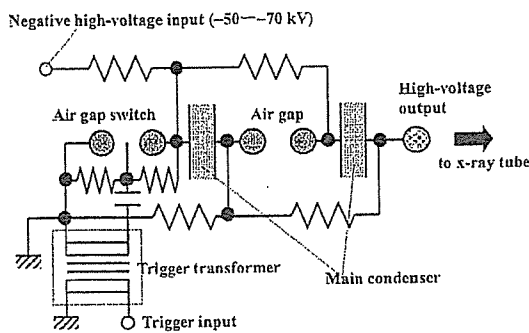 Negative high-voltage input (–50—–70 kV)
High-voltage
output
Air gap switch
Air gap
to x-ray tube
Trigger transformer
Main condenser
Trigger input